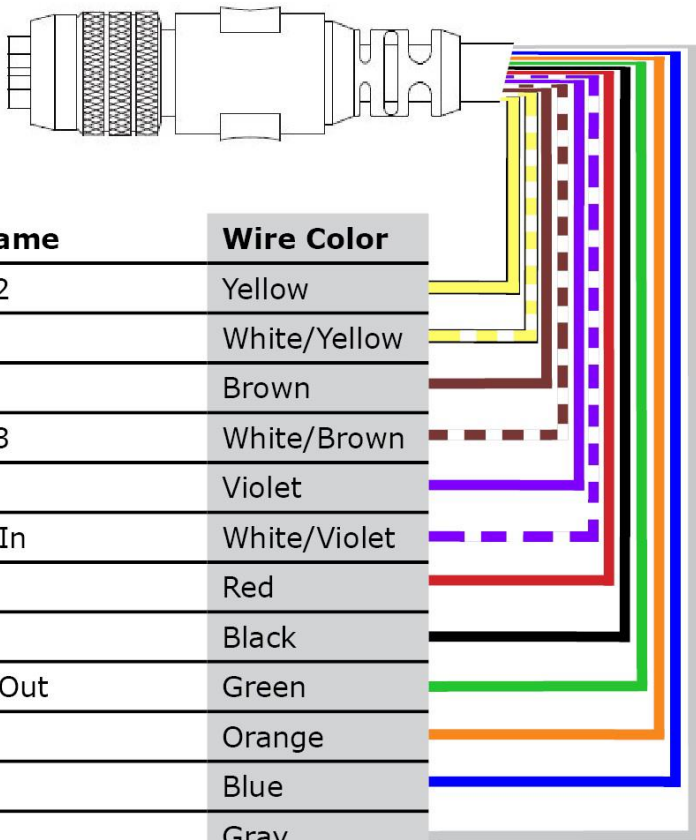 ame Wire Color
2 Yellow
White/Yellow
Brown
3 White/Brown
Violet
In White/Violet
Red
Black
Out Green
Orange
Blue
Gray